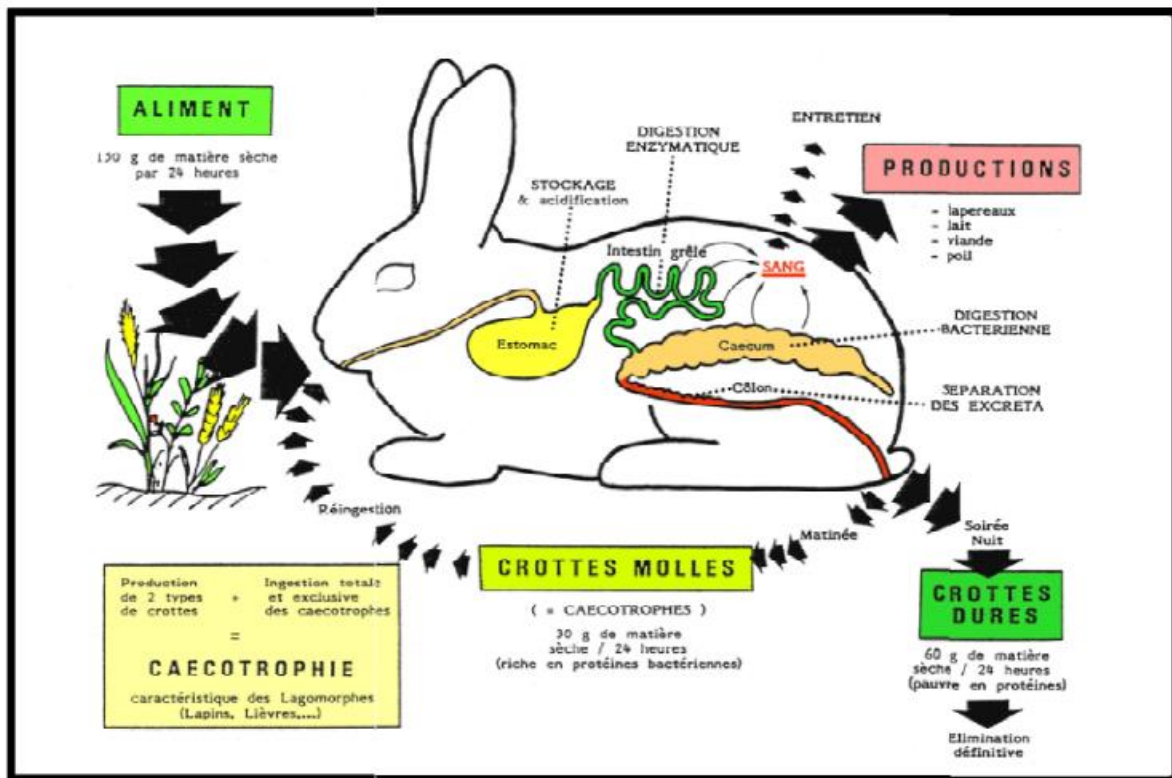 ALIMENT
130 g de matière sèche
par 24 heures
STOCKAGE
& acidification
DIGESTION
ENZYMATIQUE
ENTRETIEN
PRODUCTIONS
- lapereaux
- lait
- viande
- poil
Intestin grêle
SANG
Estomac
Caecum
Côlon
DIGESTION
BACTERIENNE
SEPARATION
DES EXCRETA
Réingestion
Matinée
Soirée
Nuit
CROTTES MOLLES
( = CAECOTROPHES )
30 g de matière
sèche / 24 heures
(riche en protéines bactériennes)
CROTTES
DURES
60 g de matière
sèche / 24 heures
(pauvre en protéines)
Elimination
définitive
Production
de 2 types
de crottes
+
Ingestion totale
et exclusive
des caecotrophes
=
CAECOTROPHIE
caractéristique des Lagomorphes
(Lapins, Lièvres,...)